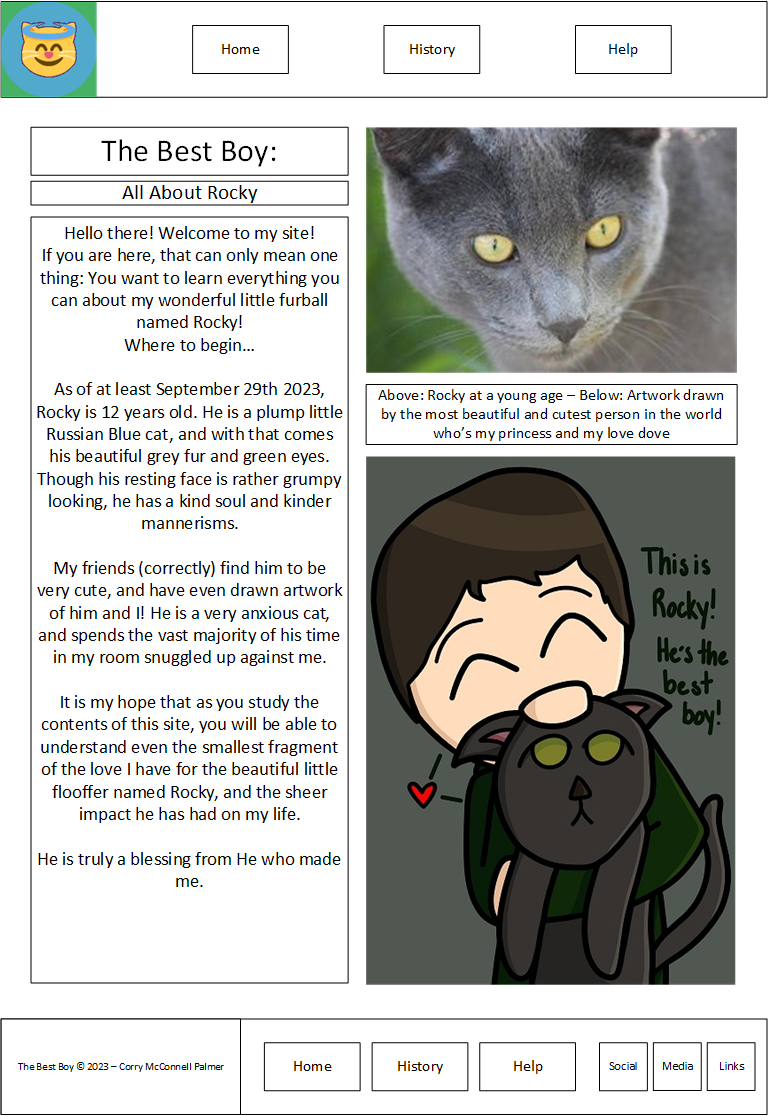 Home
History
Help
The Best Boy:
All About Rocky
Hello there! Welcome to my site!
If you are here, that can only mean one
thing: You want to learn everything you
can about my wonderful little furball
named Rocky!
Where to begin…
As of at least September 29th 2023,
Rocky is 12 years old. He is a plump little
Russian Blue cat, and with that comes
his beautiful grey fur and green eyes.
Though his resting face is rather grumpy
looking, he has a kind soul and kinder
mannerisms.
My friends (correctly) find him to be
very cute, and have even drawn artwork
of him and I! He is a very anxious cat,
and spends the vast majority of his time
in my room snuggled up against me.
It is my hope that as you study the
contents of this site, you will be able to
understand even the smallest fragment
of the love I have for the beautiful little
flooffer named Rocky, and the sheer
impact he has had on my life.
He is truly a blessing from He who made
me.
Above: Rocky at a young age – Below: Artwork drawn
by the most beautiful and cutest person in the world
who's my princess and my love dove
This is
Rocky!
He's the
best
boy!
The Best Boy © 2023 – Corry McConnell Palmer
Home
History
Help
Social
Media
Links